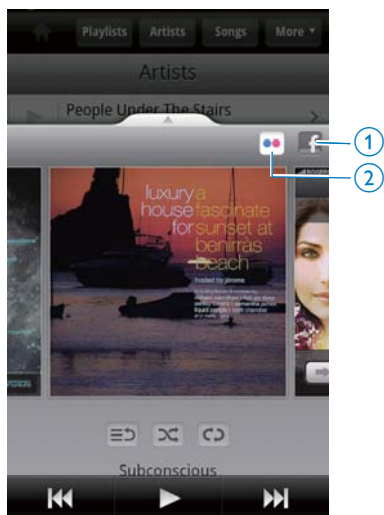 Playlists Artists Songs More
Artists
People Under The Stairs
f 1
2
luxury a
house fascinate
for sunset at
benirrás
beach
hosted by jerome
Subconscious